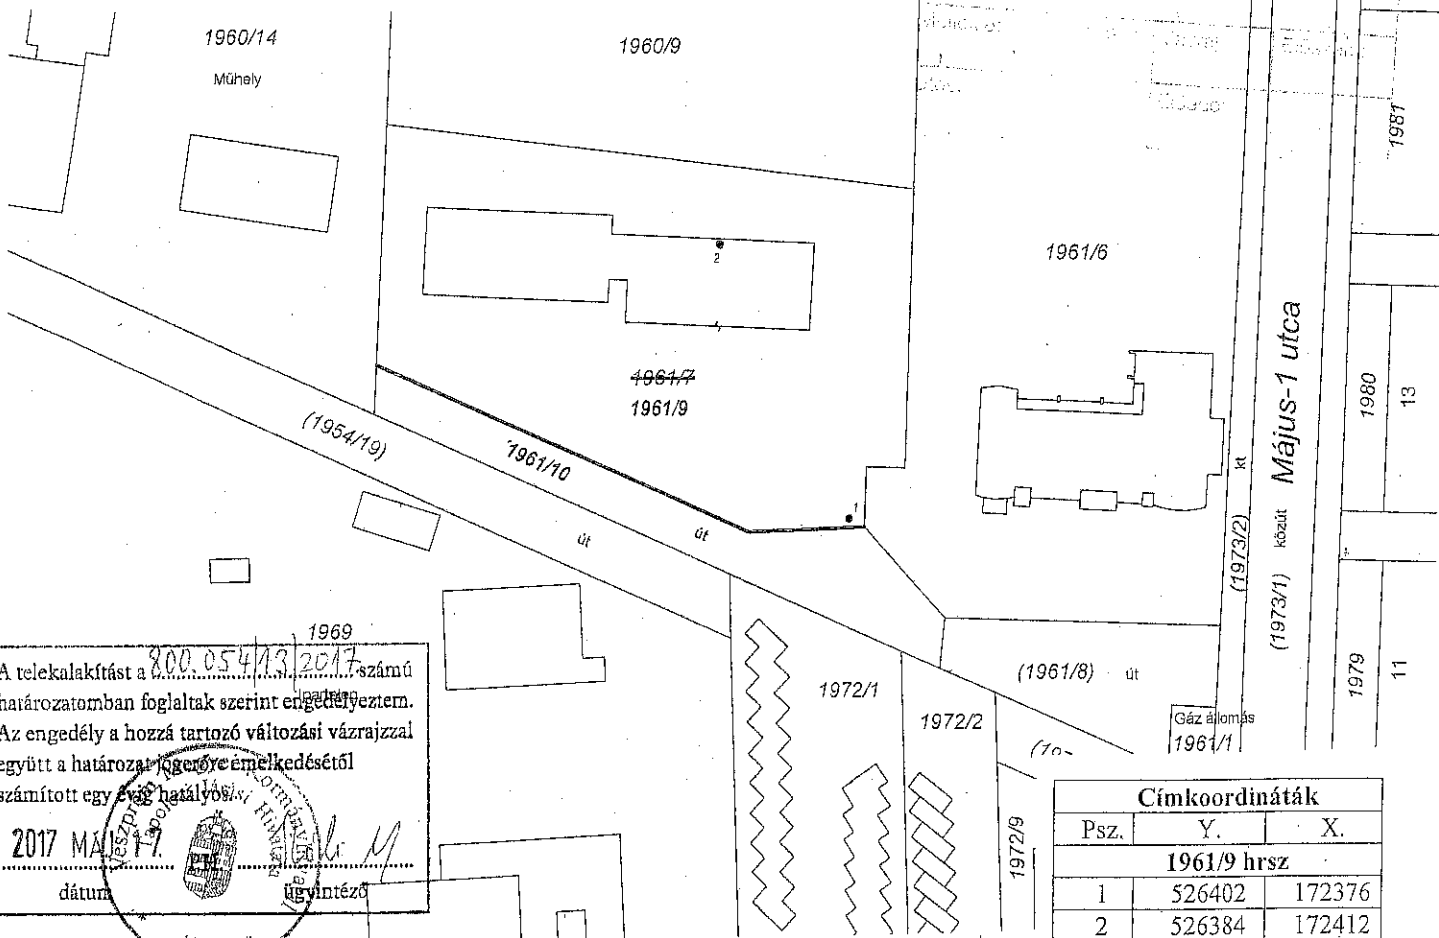 1960/14
Műhely
1960/9
1981
2
1961/6
1961/7
1961/9
Május-1 utca
1980
13
(1954/19)
1961/10
1
út
út
(1973/2) kt
(1973/1) közút
1969
Ipartelep
1972/1
1972/2
(1961/8) út
1979
11
Gáz állomás
1961/1
1972/9
A telekalakítást a 800.054/13/2017 számú
határozatomban foglaltak szerint engedélyeztem.
Az engedély a hozzá tartozó változási vázrajzzal
együtt a határozat jogerőre emelkedésétől
számított egy évig hatályos.
2017 MÁJ 17.
dátum
ügyintéző
Címkoordináták
Psz. Y. X.
1961/9 hrsz
1 526402 172376
2 526384 172412